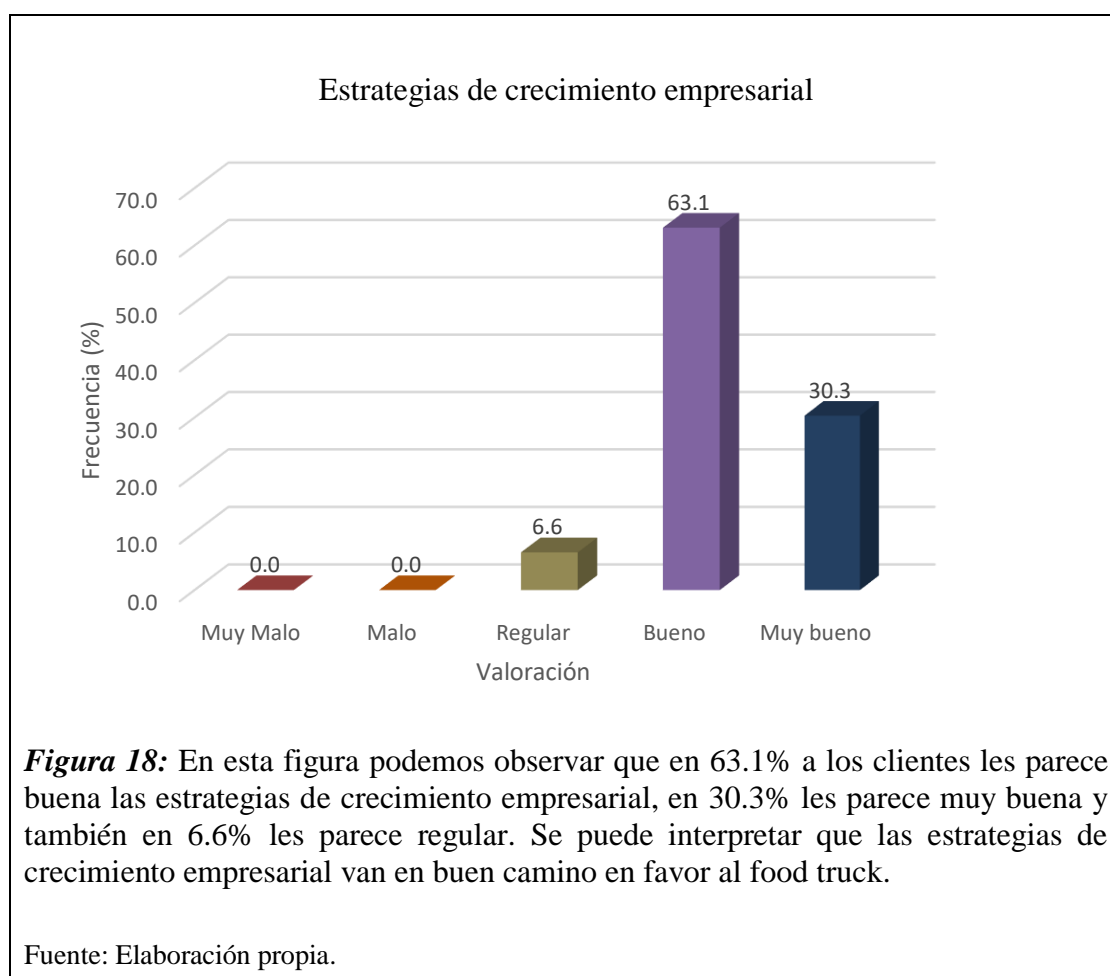 Estrategias de crecimiento empresarial
70.0
60.0
50.0
40.0
30.0
20.0
10.0
0.0
Frecuencia (%)
0.0
0.0
6.6
63.1
30.3
Muy Malo
Malo
Regular
Bueno
Muy bueno
Valoración
Figura 18: En esta figura podemos observar que en 63.1% a los clientes les parece
buena las estrategias de crecimiento empresarial, en 30.3% les parece muy buena y
también en 6.6% les parece regular. Se puede interpretar que las estrategias de
crecimiento empresarial van en buen camino en favor al food truck.
Fuente: Elaboración propia.